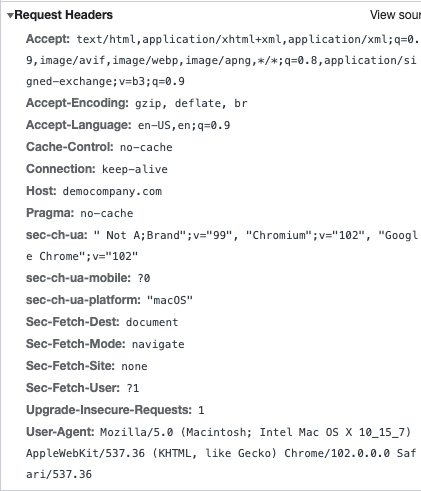 ▼Request Headers View sour
Accept: text/html,application/xhtml+xml,application/xml;q=0.
9,image/avif,image/webp,image/apng,*/*;q=0.8,application/si
gned-exchange;v=b3;q=0.9
Accept-Encoding: gzip, deflate, br
Accept-Language: en-US,en;q=0.9
Cache-Control: no-cache
Connection: keep-alive
Host: democompany.com
Pragma: no-cache
sec-ch-ua: " Not A;Brand";v="99", "Chromium";v="102", "Googl
e Chrome";v="102"
sec-ch-ua-mobile: ?0
sec-ch-ua-platform: "macOS"
Sec-Fetch-Dest: document
Sec-Fetch-Mode: navigate
Sec-Fetch-Site: none
Sec-Fetch-User: ?1
Upgrade-Insecure-Requests: 1
User-Agent: Mozilla/5.0 (Macintosh; Intel Mac OS X 10_15_7)
AppleWebKit/537.36 (KHTML, like Gecko) Chrome/102.0.0.0 Saf
ari/537.36